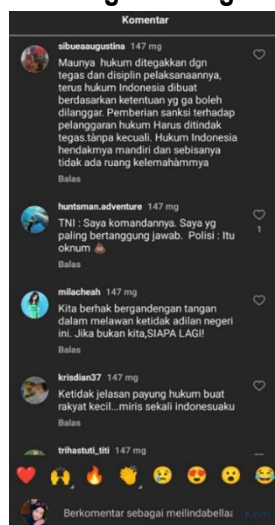 Komentar
sibueaaugustina 147 mg
Maunya hukum ditegakkan dgn
tegas dan disiplin pelaksanaannya,
terus hukum Indonesia dibuat
berdasarkan ketentuan yg ga boleh
dilanggar. Pemberian sanksi terhadap
pelanggaran hukum Harus ditindak
tegas.tànpa kecuali. Hukum Indonesia
hendakmya mandiri dan sebisanya
tidak ada ruang kelemahàmmya
Balas
huntsman.adventure 147 mg
TNI : Saya komandannya. Saya yg
paling bertanggung jawab. Polisi : Itu
oknum 💩
1
Balas
milacheah 147 mg
Kita berhak bergandengan tangan
dalam melawan ketidak adilan negeri
ini. Jika bukan kita,SIAPA LAGI!
Balas
krisdian37 147 mg
Ketidak jelasan payung hukum buat
rakyat kecil...miris sekali indonesuaku
Balas
trihastuti_titi 147 mg
Berkomentar sebagai meilindabellaa
Kirim